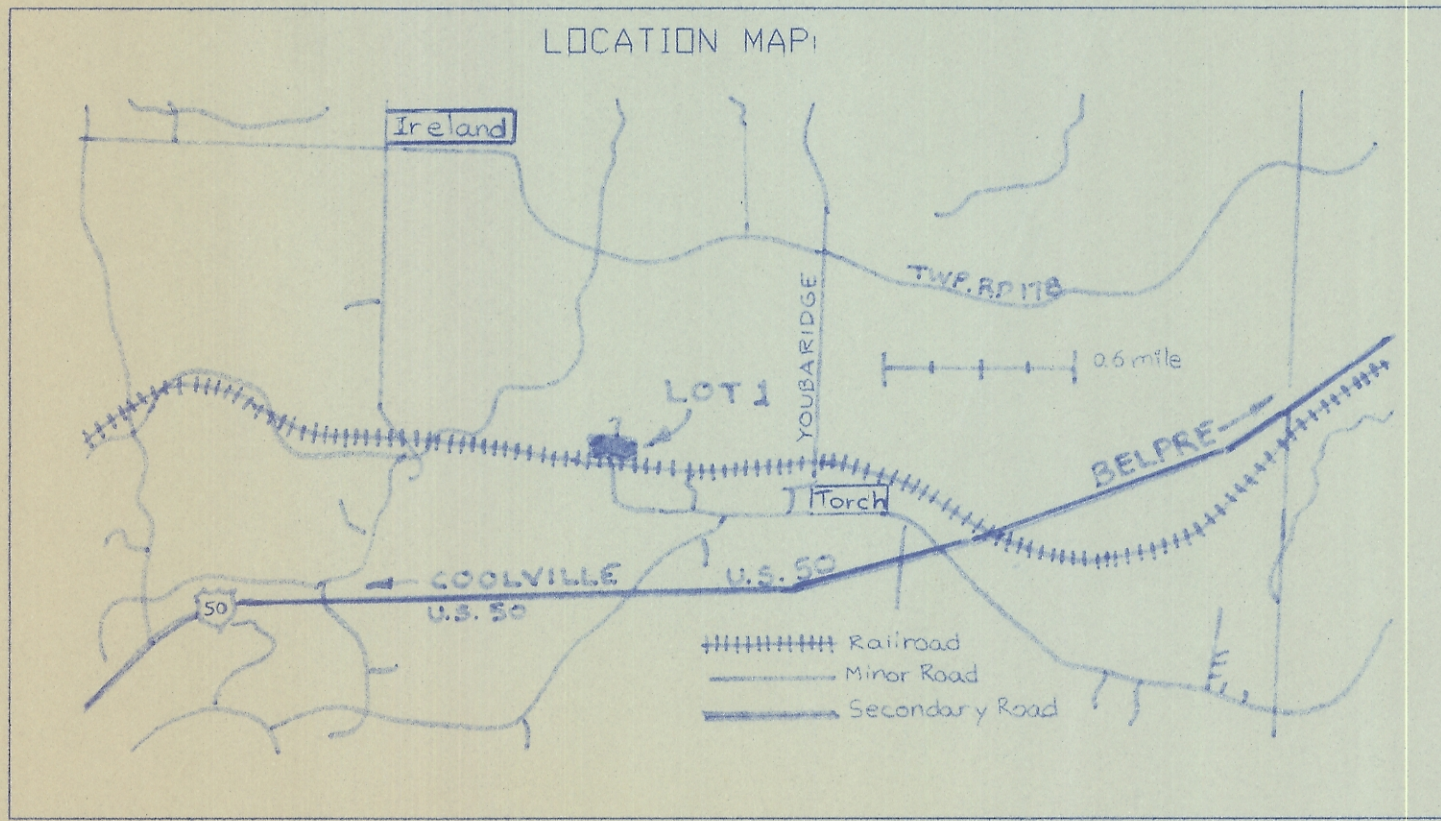 LOCATION MAP:
Ireland
TWP. RD 178
YOUBARIDGE
0.6 mile
LOT 1
BELPRE
Torch
COOLVILLE
U.S. 50
U.S. 50
50
Railroad
Minor Road
Secondary Road